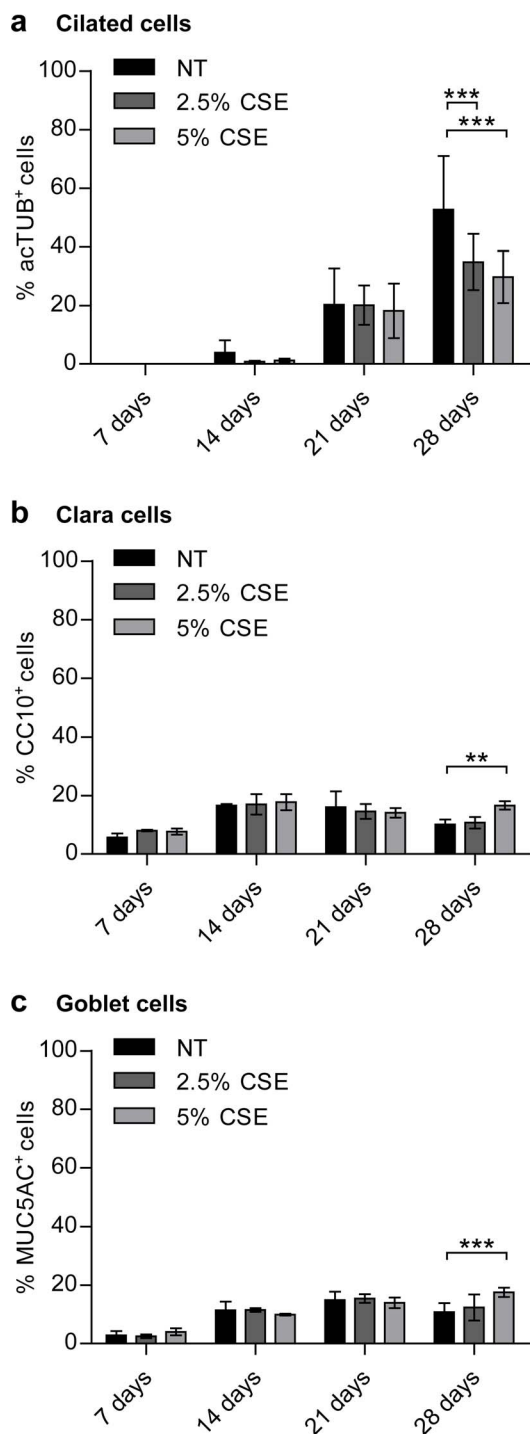 a Cilated cells
NT
2.5% CSE
5% CSE
***
***
% acTUB+ cells
100
80
60
40
20
0
7 days
14 days
21 days
28 days
b Clara cells
NT
2.5% CSE
5% CSE
**
% CC10+ cells
100
80
60
40
20
0
7 days
14 days
21 days
28 days
c Goblet cells
NT
2.5% CSE
5% CSE
***
% MUC5AC+ cells
100
80
60
40
20
0
7 days
14 days
21 days
28 days